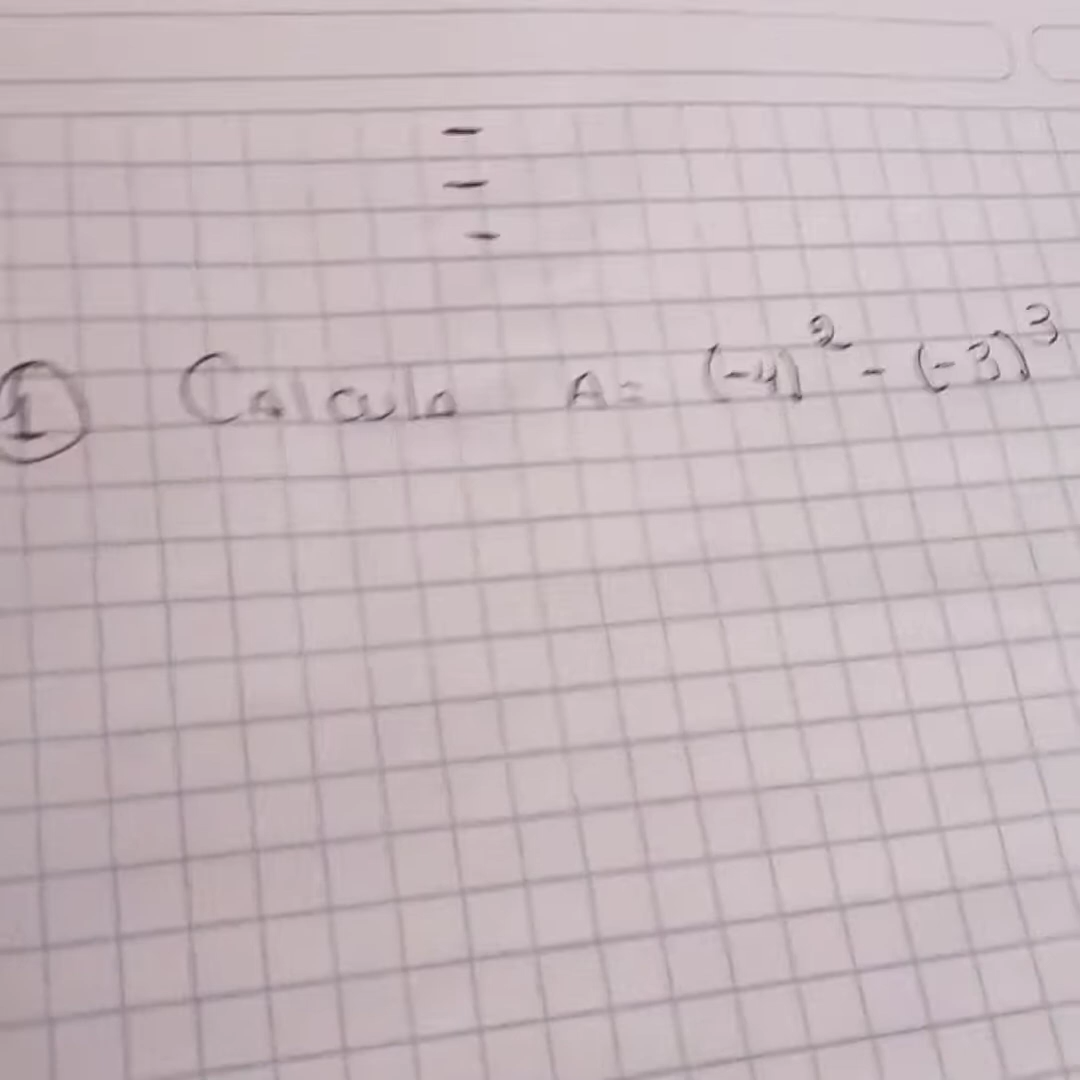 ① Calcula A= (-4)² - (-3)³